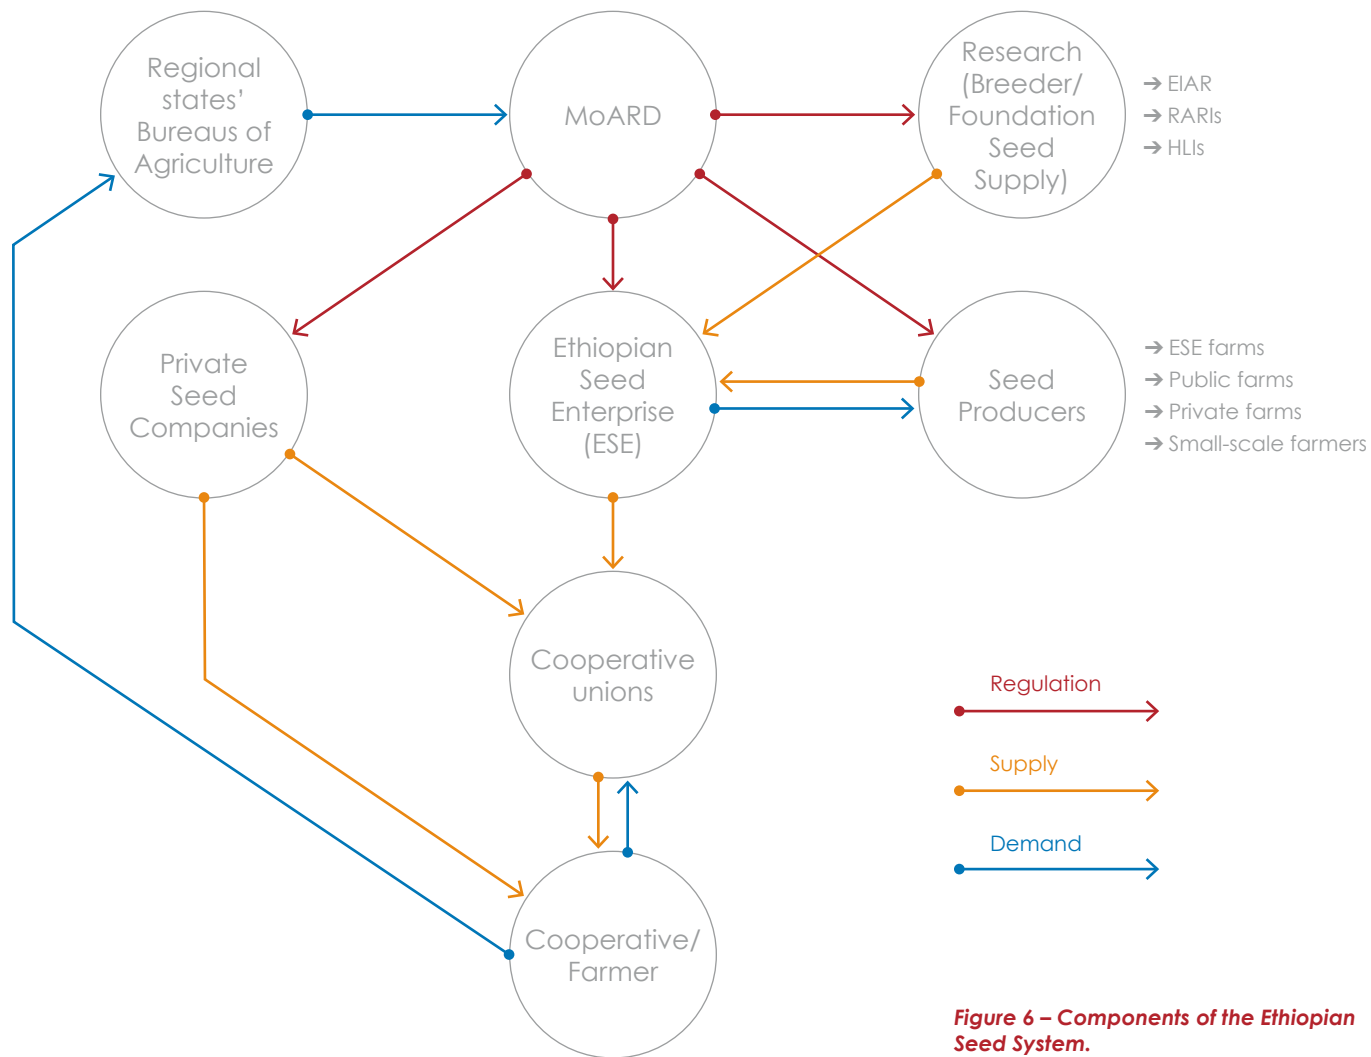 Regional
states'
Bureaus of
Agriculture
MoARD
Research
(Breeder/
Foundation
Seed
Supply)
➔ EIAR
➔ RARIs
➔ HLIs
Private
Seed
Companies
Ethiopian
Seed
Enterprise
(ESE)
Seed
Producers
➔ ESE farms
➔ Public farms
➔ Private farms
➔ Small-scale farmers
Cooperative
unions
Cooperative/
Farmer
Regulation
Supply
Demand
Figure 6 – Components of the Ethiopian
Seed System.